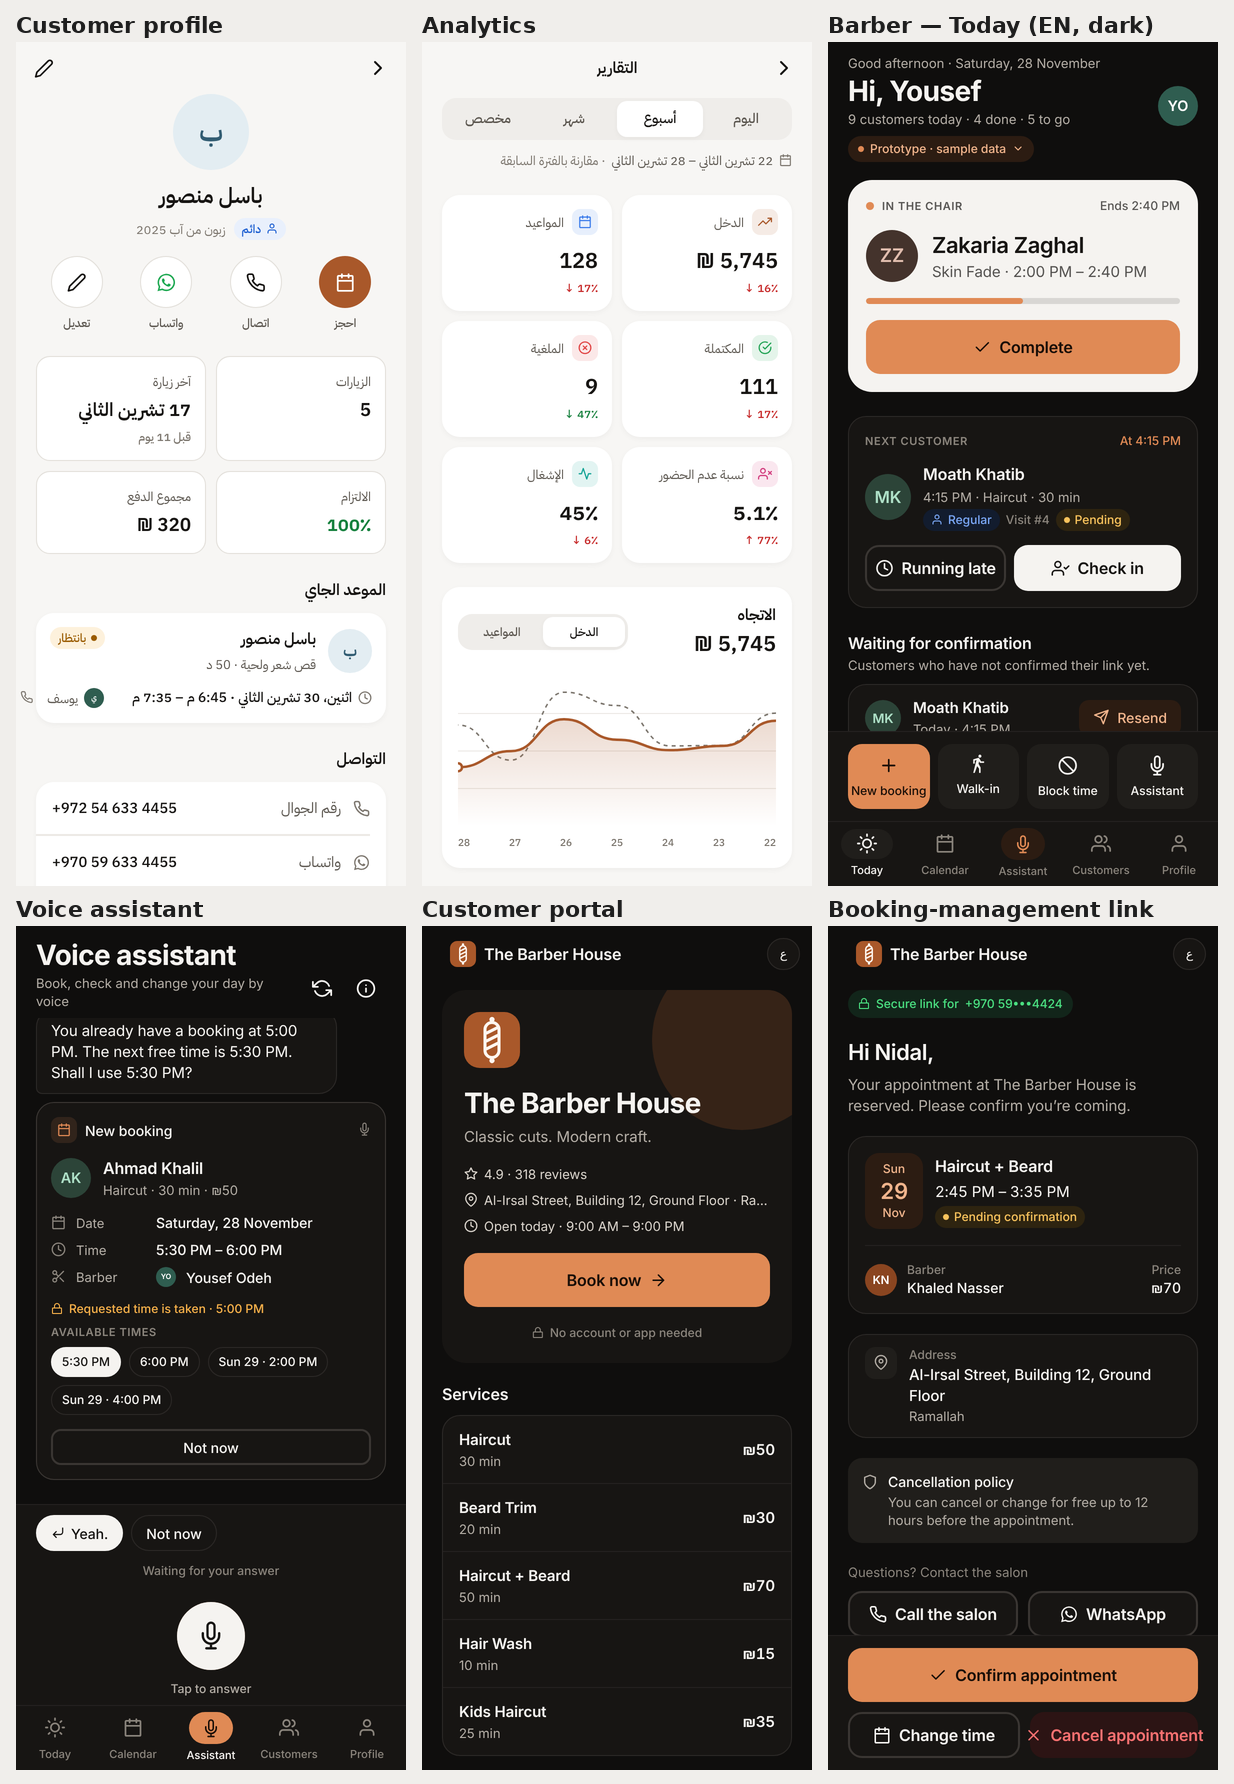 Customer profile
ب
باسل منصور
دائم
زبون من آب 2025
احجز
اتصال
واتساب
تعديل
الزيارات
5
آخر زيارة
17 تشرين الثاني
قبل 11 يوم
الالتزام
100٪
مجموع الدفع
320 ₪
الموعد الجاي
ب
باسل منصور
بانتظار
قص شعر ولحية · 50 د
اثنين، 30 تشرين الثاني · 6:45 م – 7:35 م
ي
يوسف
التواصل
رقم الجوال
+972 54 633 4455
واتساب
+970 59 633 4455
Analytics
التقارير
اليوم
أسبوع
شهر
مخصص
22 تشرين الثاني – 28 تشرين الثاني · مقارنة بالفترة السابقة
الدخل
5,745 ₪
↓ 16٪
المواعيد
128
↓ 17٪
المكتملة
111
↓ 17٪
الملغية
9
↓ 47٪
نسبة عدم الحضور
5.1٪
↑ 77٪
الإشغال
45٪
↓ 6٪
الاتجاه
5,745 ₪
الدخل
المواعيد
28 27 26 25 24 23 22
Barber — Today (EN, dark)
Good afternoon · Saturday, 28 November
Hi, Yousef
9 customers today · 4 done · 5 to go
YO
Prototype · sample data
IN THE CHAIR
Ends 2:40 PM
ZZ
Zakaria Zaghal
Skin Fade · 2:00 PM – 2:40 PM
Complete
NEXT CUSTOMER
At 4:15 PM
MK
Moath Khatib
4:15 PM · Haircut · 30 min
Regular
Visit #4
Pending
Running late
Check in
Waiting for confirmation
Customers who have not confirmed their link yet.
MK
Moath Khatib
Today · 4:15 PM
Resend
New booking
Walk-in
Block time
Assistant
Today
Calendar
Assistant
Customers
Profile
Voice assistant
Voice assistant
Book, check and change your day by
voice
You already have a booking at 5:00
PM. The next free time is 5:30 PM.
Shall I use 5:30 PM?
New booking
AK
Ahmad Khalil
Haircut · 30 min · ₪50
Date
Saturday, 28 November
Time
5:30 PM – 6:00 PM
Barber
YO
Yousef Odeh
Requested time is taken · 5:00 PM
AVAILABLE TIMES
5:30 PM
6:00 PM
Sun 29 · 2:00 PM
Sun 29 · 4:00 PM
Not now
Yeah.
Not now
Waiting for your answer
Tap to answer
Today
Calendar
Assistant
Customers
Profile
Customer portal
The Barber House
ع
The Barber House
Classic cuts. Modern craft.
4.9 · 318 reviews
Al-Irsal Street, Building 12, Ground Floor · Ra...
Open today · 9:00 AM – 9:00 PM
Book now →
No account or app needed
Services
Haircut
30 min
₪50
Beard Trim
20 min
₪30
Haircut + Beard
50 min
₪70
Hair Wash
10 min
₪15
Kids Haircut
25 min
₪35
Booking-management link
The Barber House
ع
Secure link for +970 59•••4424
Hi Nidal,
Your appointment at The Barber House is
reserved. Please confirm you’re coming.
Sun
29
Nov
Haircut + Beard
2:45 PM – 3:35 PM
Pending confirmation
KN
Barber
Khaled Nasser
Price
₪70
Address
Al-Irsal Street, Building 12, Ground
Floor
Ramallah
Cancellation policy
You can cancel or change for free up to 12
hours before the appointment.
Questions? Contact the salon
Call the salon
WhatsApp
Confirm appointment
Change time
Cancel appointment